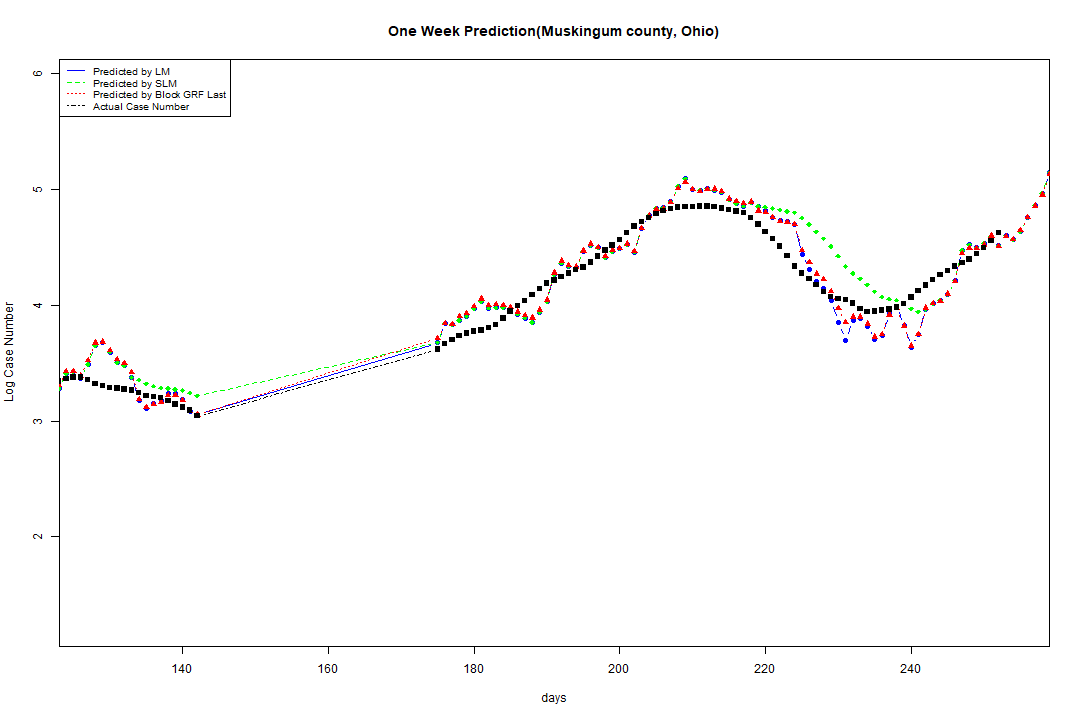 One Week Prediction(Muskingum county, Ohio)
Predicted by LM
Predicted by SLM
Predicted by Block GRF Last
Actual Case Number
6
5
4
3
2
Log Case Number
140 160 180 200 220 240
days